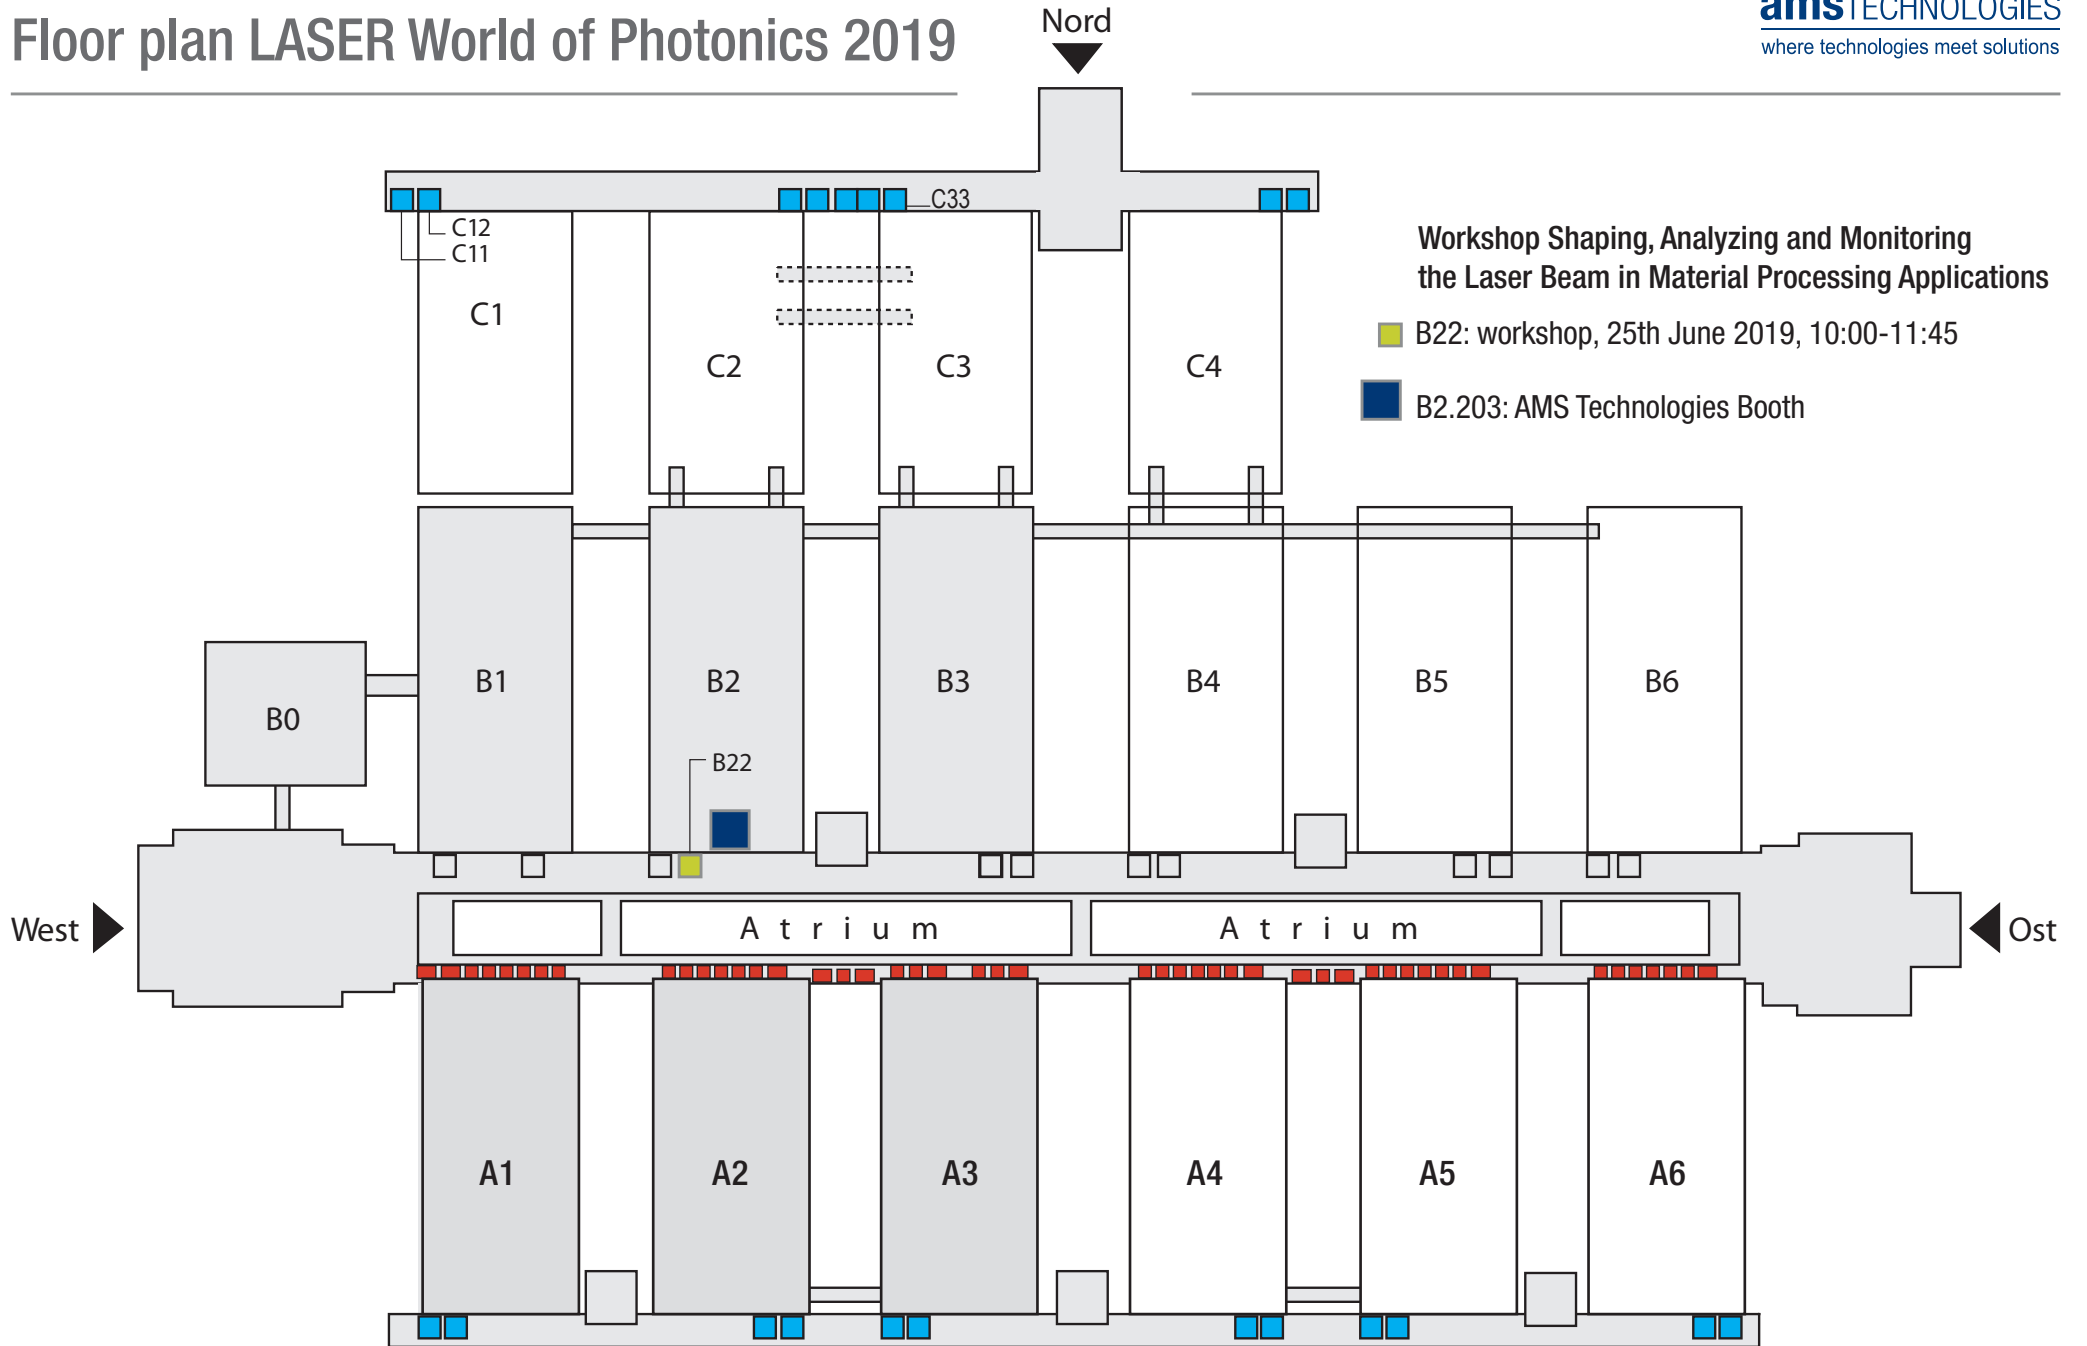 Floor plan LASER World of Photonics 2019
Nord
ams TECHNOLOGIES
where technologies meet solutions
C33
C12
C11
C1
C2
C3
C4
Workshop Shaping, Analyzing and Monitoring
the Laser Beam in Material Processing Applications
B22: workshop, 25th June 2019, 10:00-11:45
B2.203: AMS Technologies Booth
B0
B1
B2
B3
B4
B5
B6
B22
West
Atrium
Atrium
Ost
A1
A2
A3
A4
A5
A6